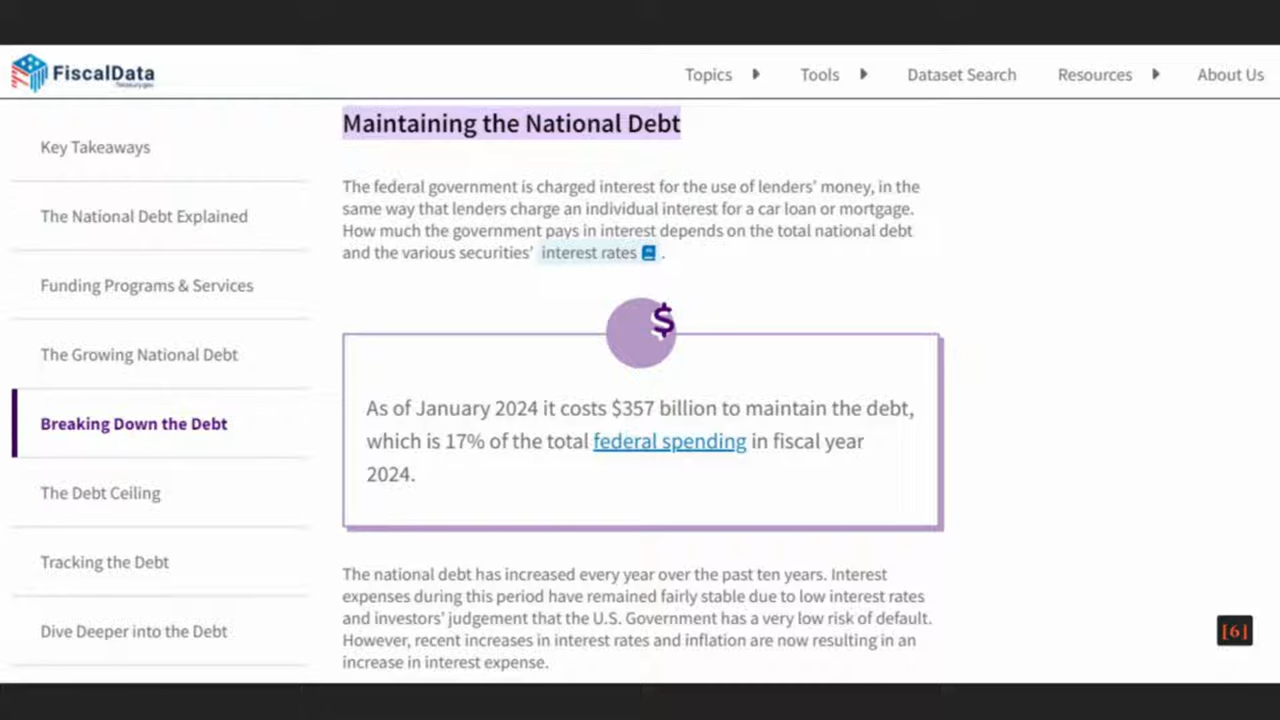 FiscalData
Treasury.gov
Topics
Tools
Dataset Search
Resources
About Us
Key Takeaways
The National Debt Explained
Funding Programs & Services
The Growing National Debt
Breaking Down the Debt
The Debt Ceiling
Tracking the Debt
Dive Deeper into the Debt
Maintaining the National Debt
The federal government is charged interest for the use of lenders’ money, in the
same way that lenders charge an individual interest for a car loan or mortgage.
How much the government pays in interest depends on the total national debt
and the various securities’ interest rates .
$
As of January 2024 it costs $357 billion to maintain the debt,
which is 17% of the total federal spending in fiscal year
2024.
The national debt has increased every year over the past ten years. Interest
expenses during this period have remained fairly stable due to low interest rates
and investors’ judgement that the U.S. Government has a very low risk of default.
However, recent increases in interest rates and inflation are now resulting in an
increase in interest expense.
[6]